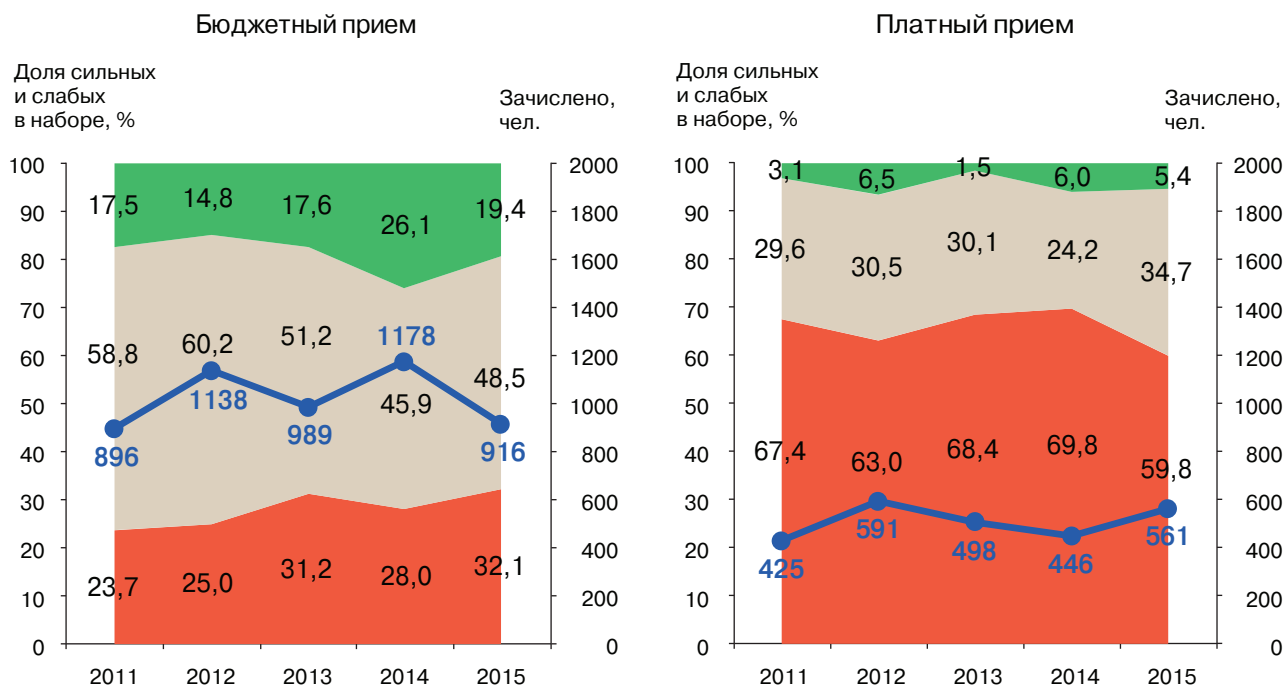 Бюджетный прием
Доля сильных
и слабых
в наборе, %
Зачислено,
чел.
100
90
80
70
60
50
40
30
20
10
0
2000
1800
1600
1400
1200
1000
800
600
400
200
0
17,5 14,8 17,6 26,1 19,4
58,8 60,2 51,2 45,9 48,5
896 1138 989 1178 916
23,7 25,0 31,2 28,0 32,1
2011 2012 2013 2014 2015
Платный прием
Доля сильных
и слабых
в наборе, %
Зачислено,
чел.
100
90
80
70
60
50
40
30
20
10
0
2000
1800
1600
1400
1200
1000
800
600
400
200
0
3,1 6,5 1,5 6,0 5,4
29,6 30,5 30,1 24,2 34,7
67,4 63,0 68,4 69,8 59,8
425 591 498 446 561
2011 2012 2013 2014 2015